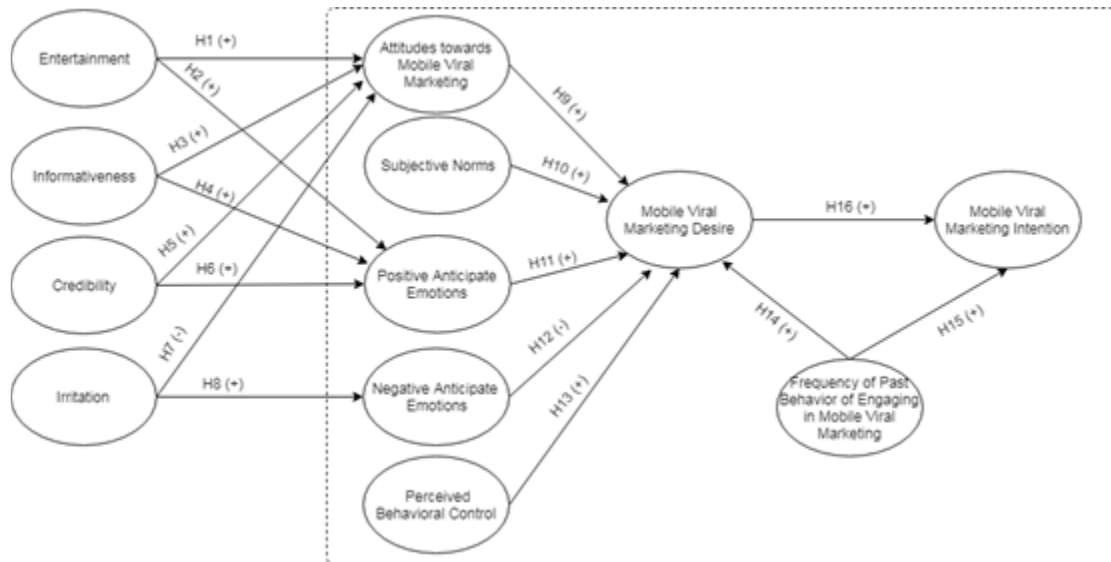 Entertainment
H1 (+)
H2 (+)
Attitudes towards
Mobile Viral
Marketing
H9 (+)
Informativeness
H3 (+)
H4 (+)
Subjective Norms
H10 (+)
Mobile Viral
Marketing Desire
H16 (+)
Mobile Viral
Marketing Intention
Credibility
H5 (+)
H6 (+)
Positive Anticipate
Emotions
H11 (+)
H7 (-)
H12 (-)
H14 (+)
H15 (+)
Irritation
H8 (+)
Negative Anticipate
Emotions
H13 (+)
Frequency of Past
Behavior of Engaging
in Mobile Viral
Marketing
Perceived
Behavioral Control